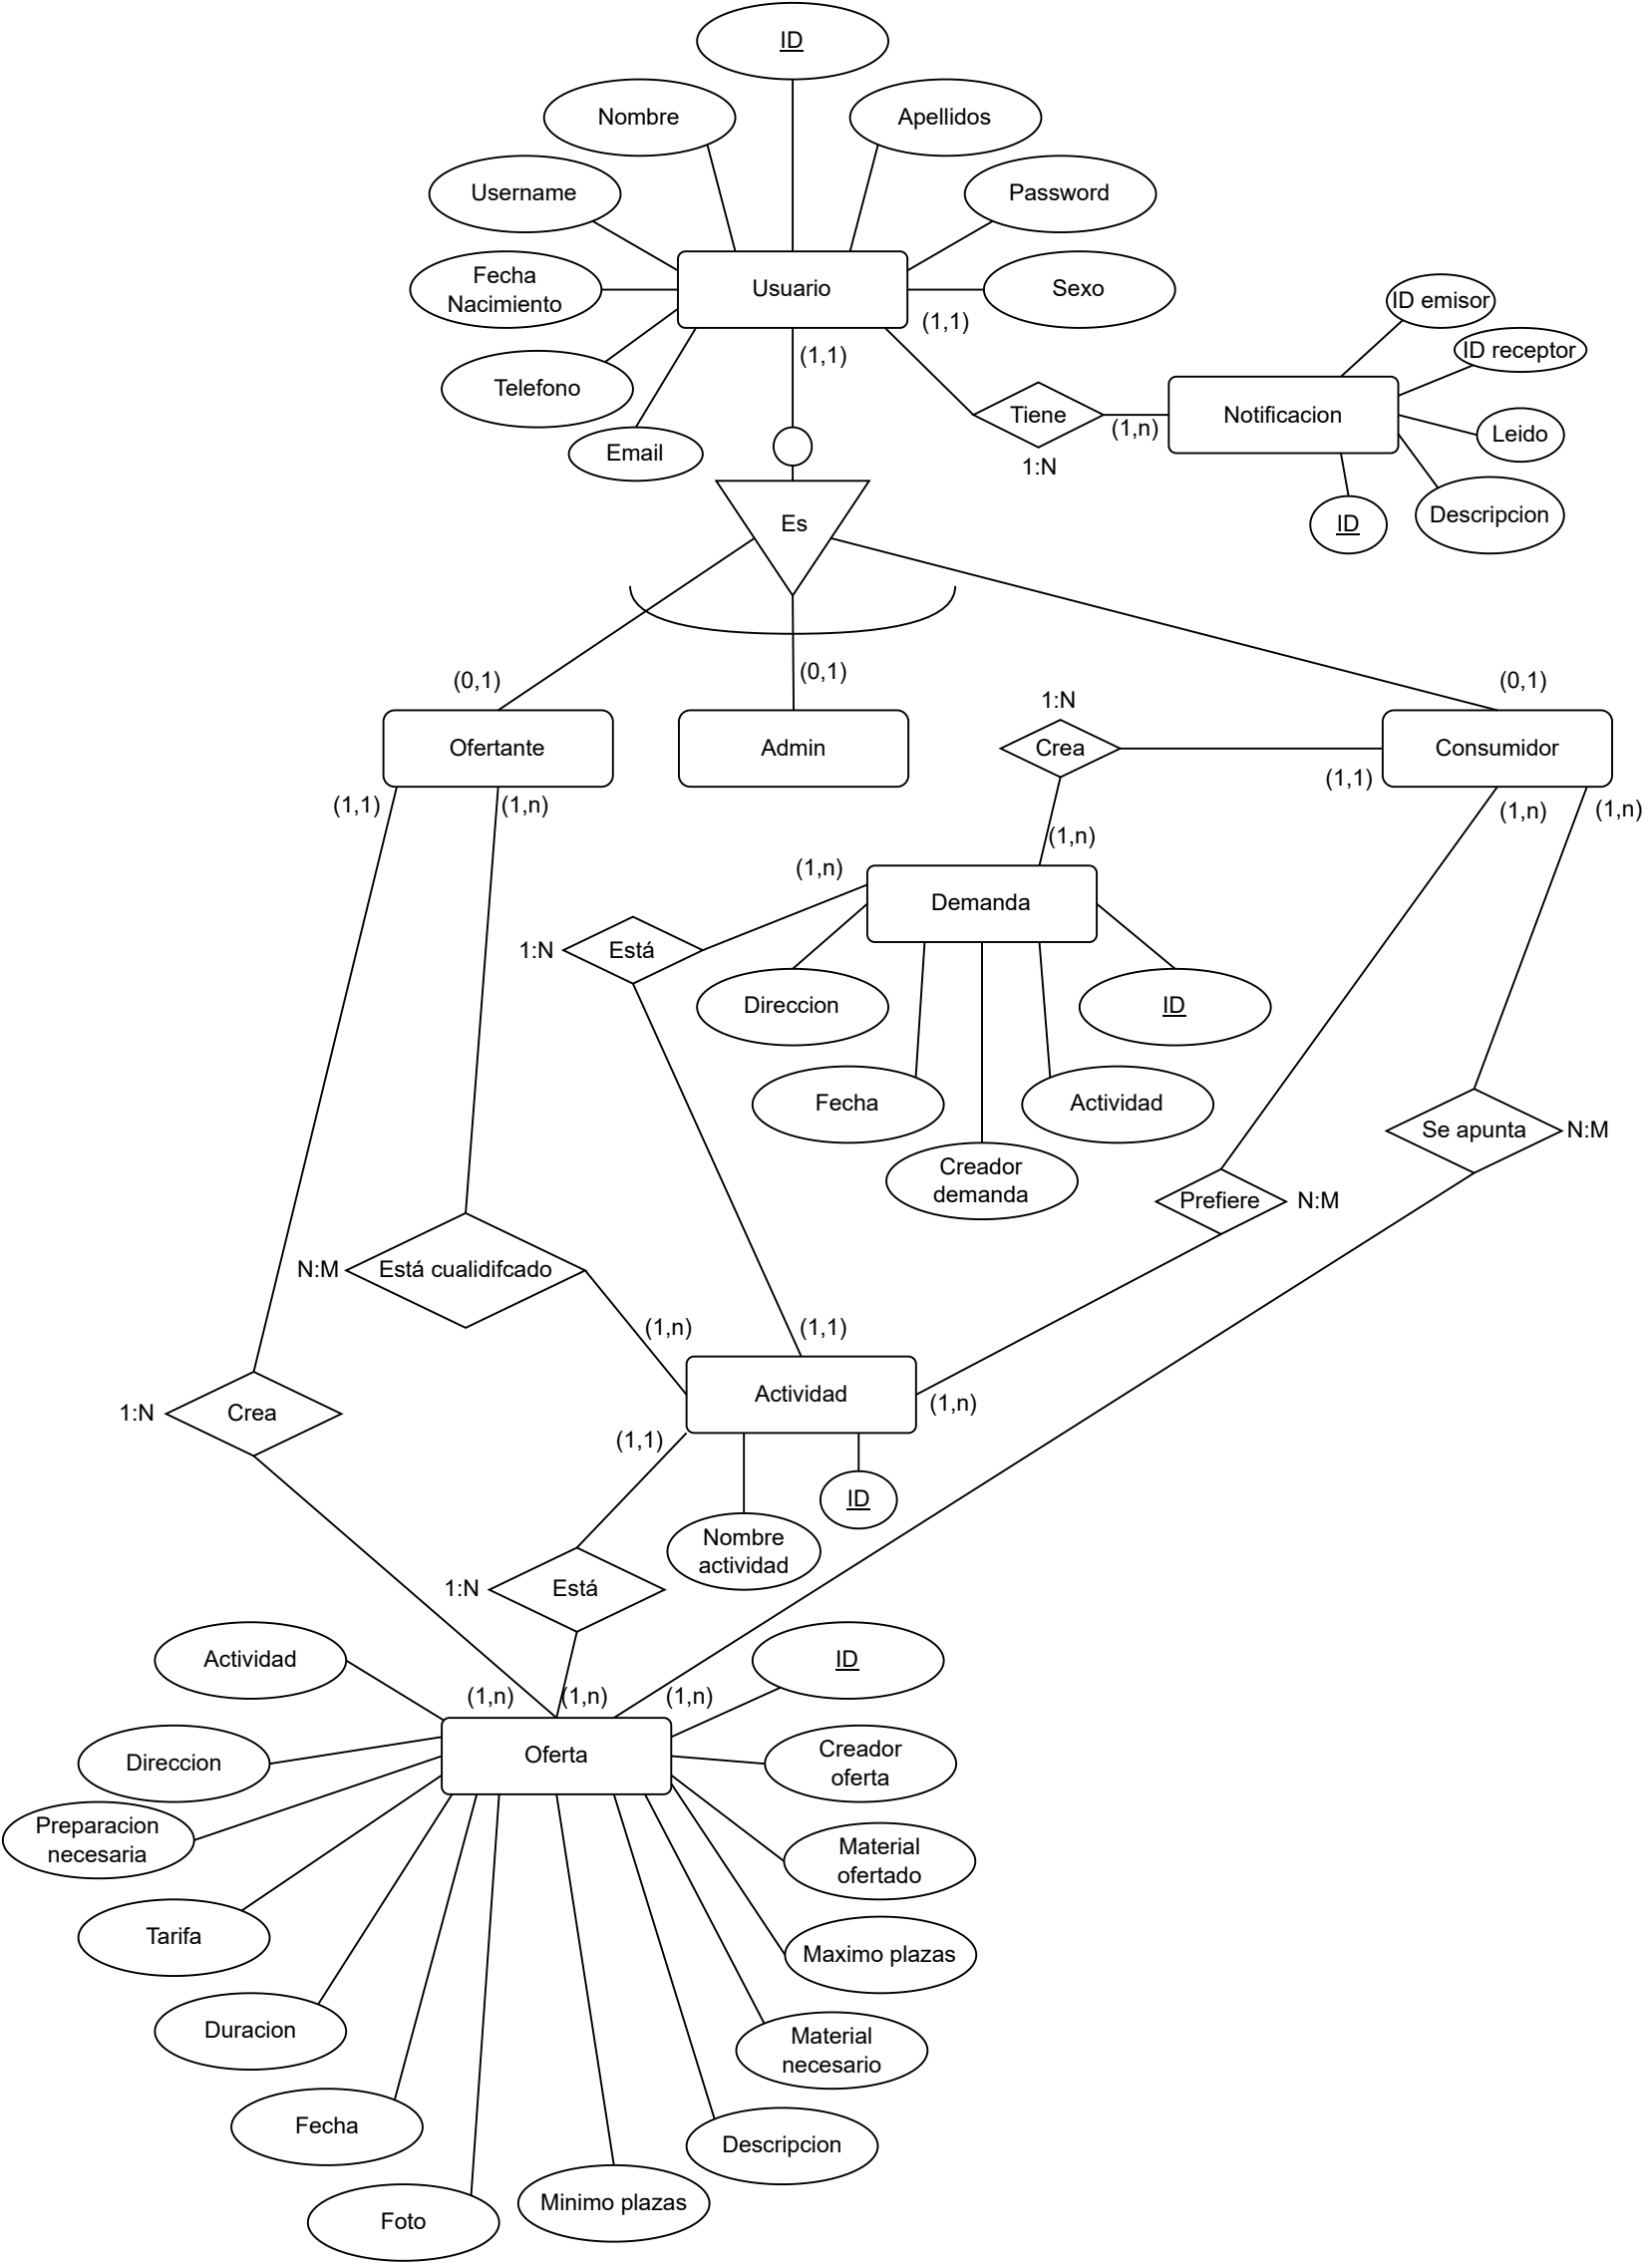 ID
Nombre
Apellidos
Username
Password
Fecha
Nacimiento
Usuario
Sexo
(1,1)
(1,1)
Telefono
Email
Tiene
1:N
(1,n)
Notificacion
ID emisor
ID receptor
Leido
Descripcion
ID
Es
(0,1)
(0,1)
(0,1)
Ofertante
Admin
1:N
Crea
Consumidor
(1,1)
(1,n)
(1,1)
(1,n)
(1,n)
(1,n)
(1,n)
Demanda
1:N
Está
Direccion
ID
Fecha
Actividad
Creador
demanda
Se apunta
N:M
Prefiere
N:M
N:M
Está cualidifcado
(1,n)
(1,1)
Actividad
(1,n)
1:N
Crea
(1,1)
ID
Nombre
actividad
1:N
Está
Actividad
ID
(1,n)
(1,n)
(1,n)
Oferta
Direccion
Creador
oferta
Preparacion
necesaria
Material
ofertado
Tarifa
Maximo plazas
Duracion
Material
necesario
Fecha
Descripcion
Minimo plazas
Foto